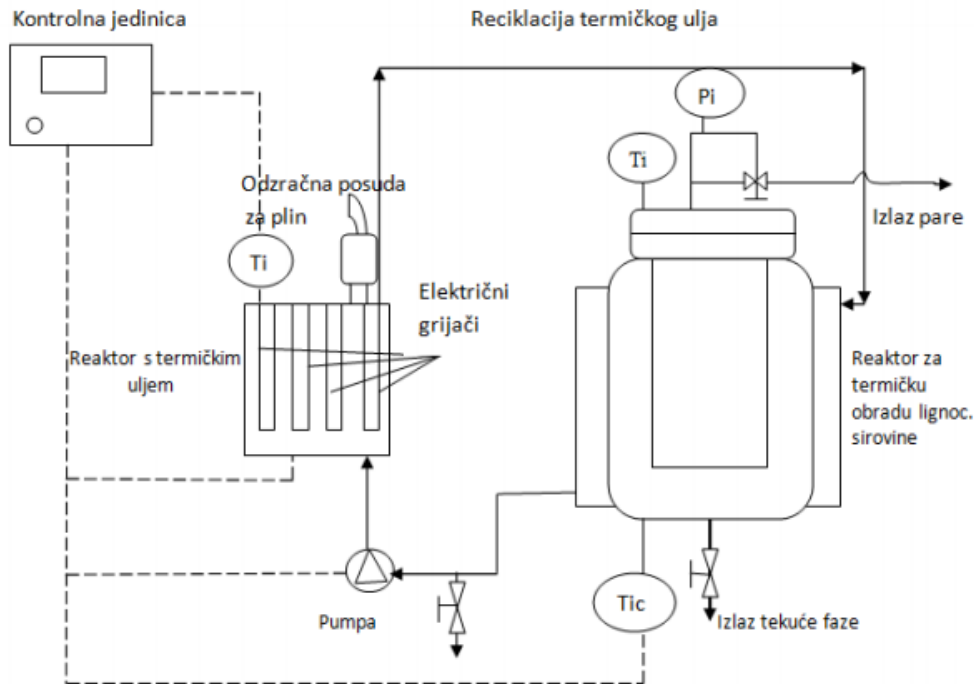 Kontrolna jedinica
Reciklacija termičkog ulja
Pi
Ti
Odzračna posuda
za plin
Izlaz pare
Ti
Električni
grijači
Reaktor s termičkim
uljem
Reaktor za
termičku
obradu lignoc.
sirovine
Tic
Pumpa
Izlaz tekuće faze